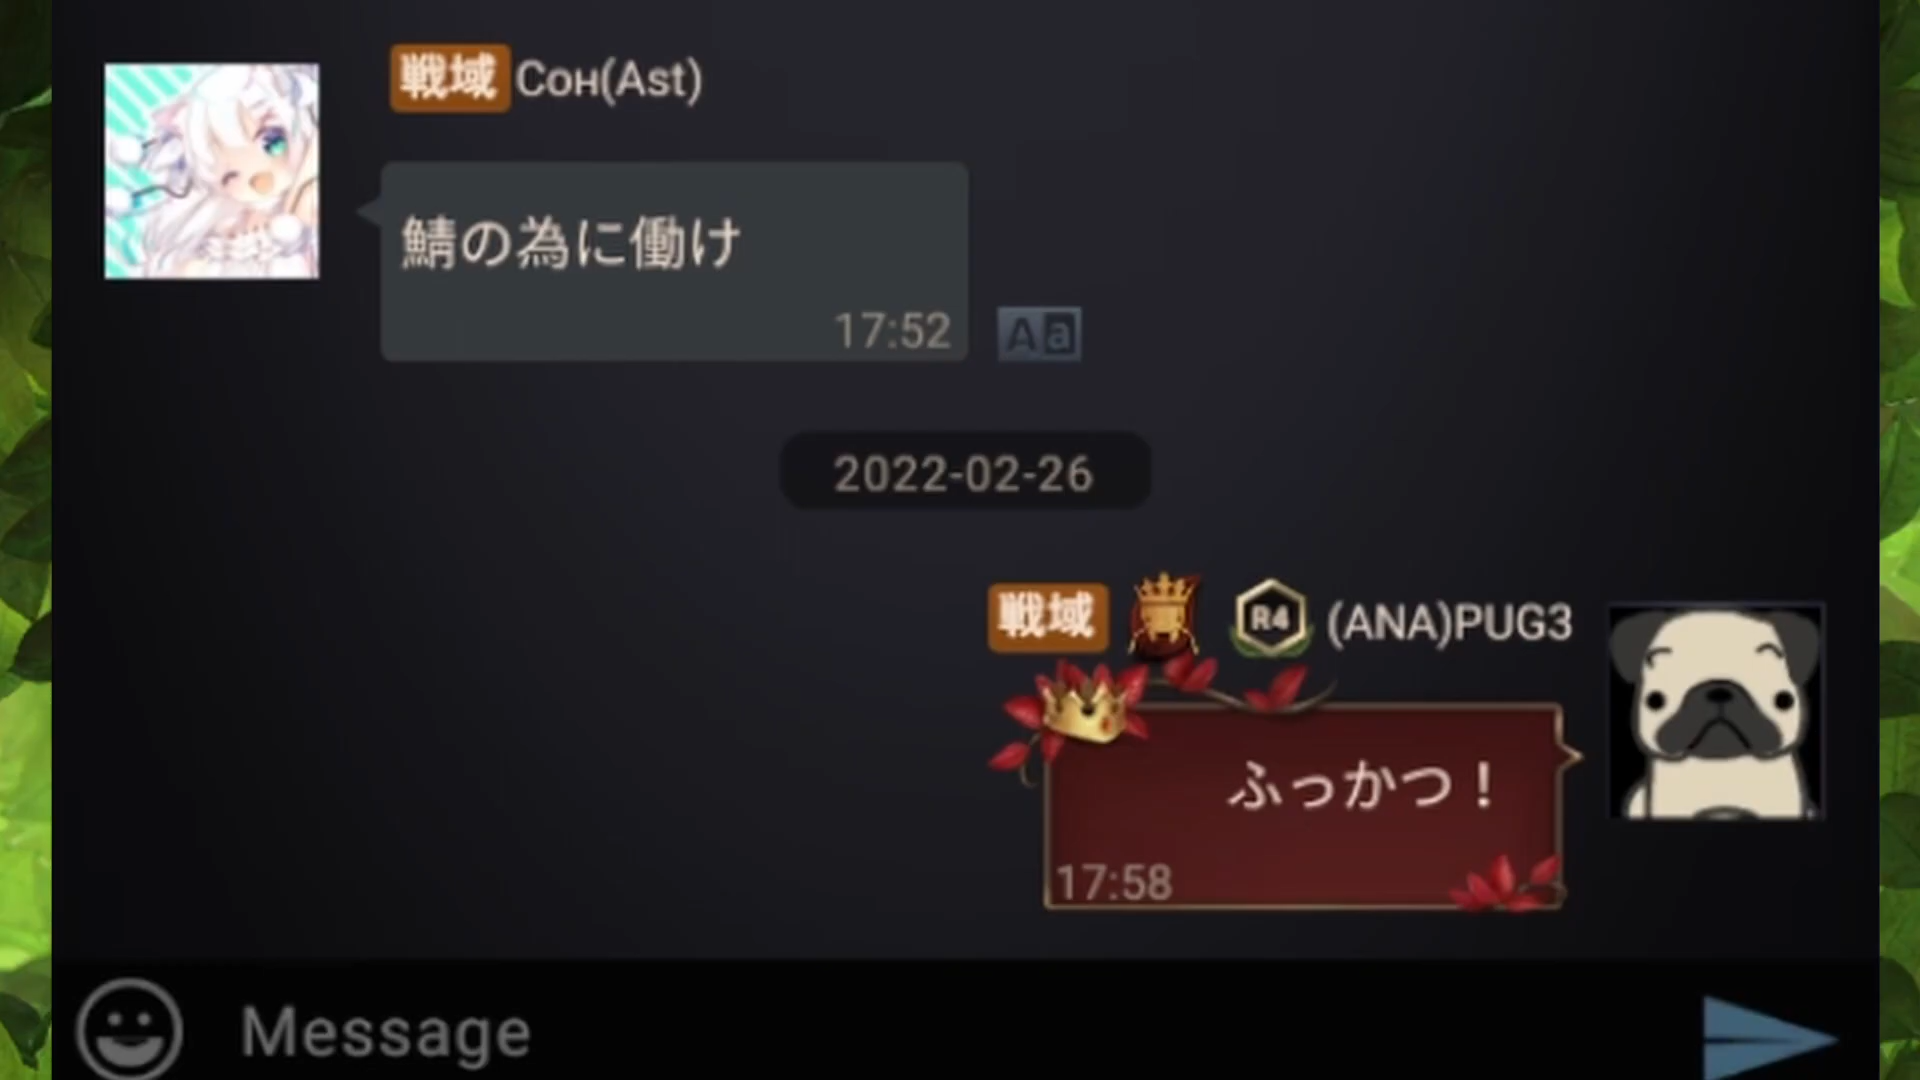 戦域 Сон(Ast)
鯖の為に働け
17:52
Aa
2022-02-26
戦域 R4 (ANA)PUG3
ふっかつ！
17:58
Message